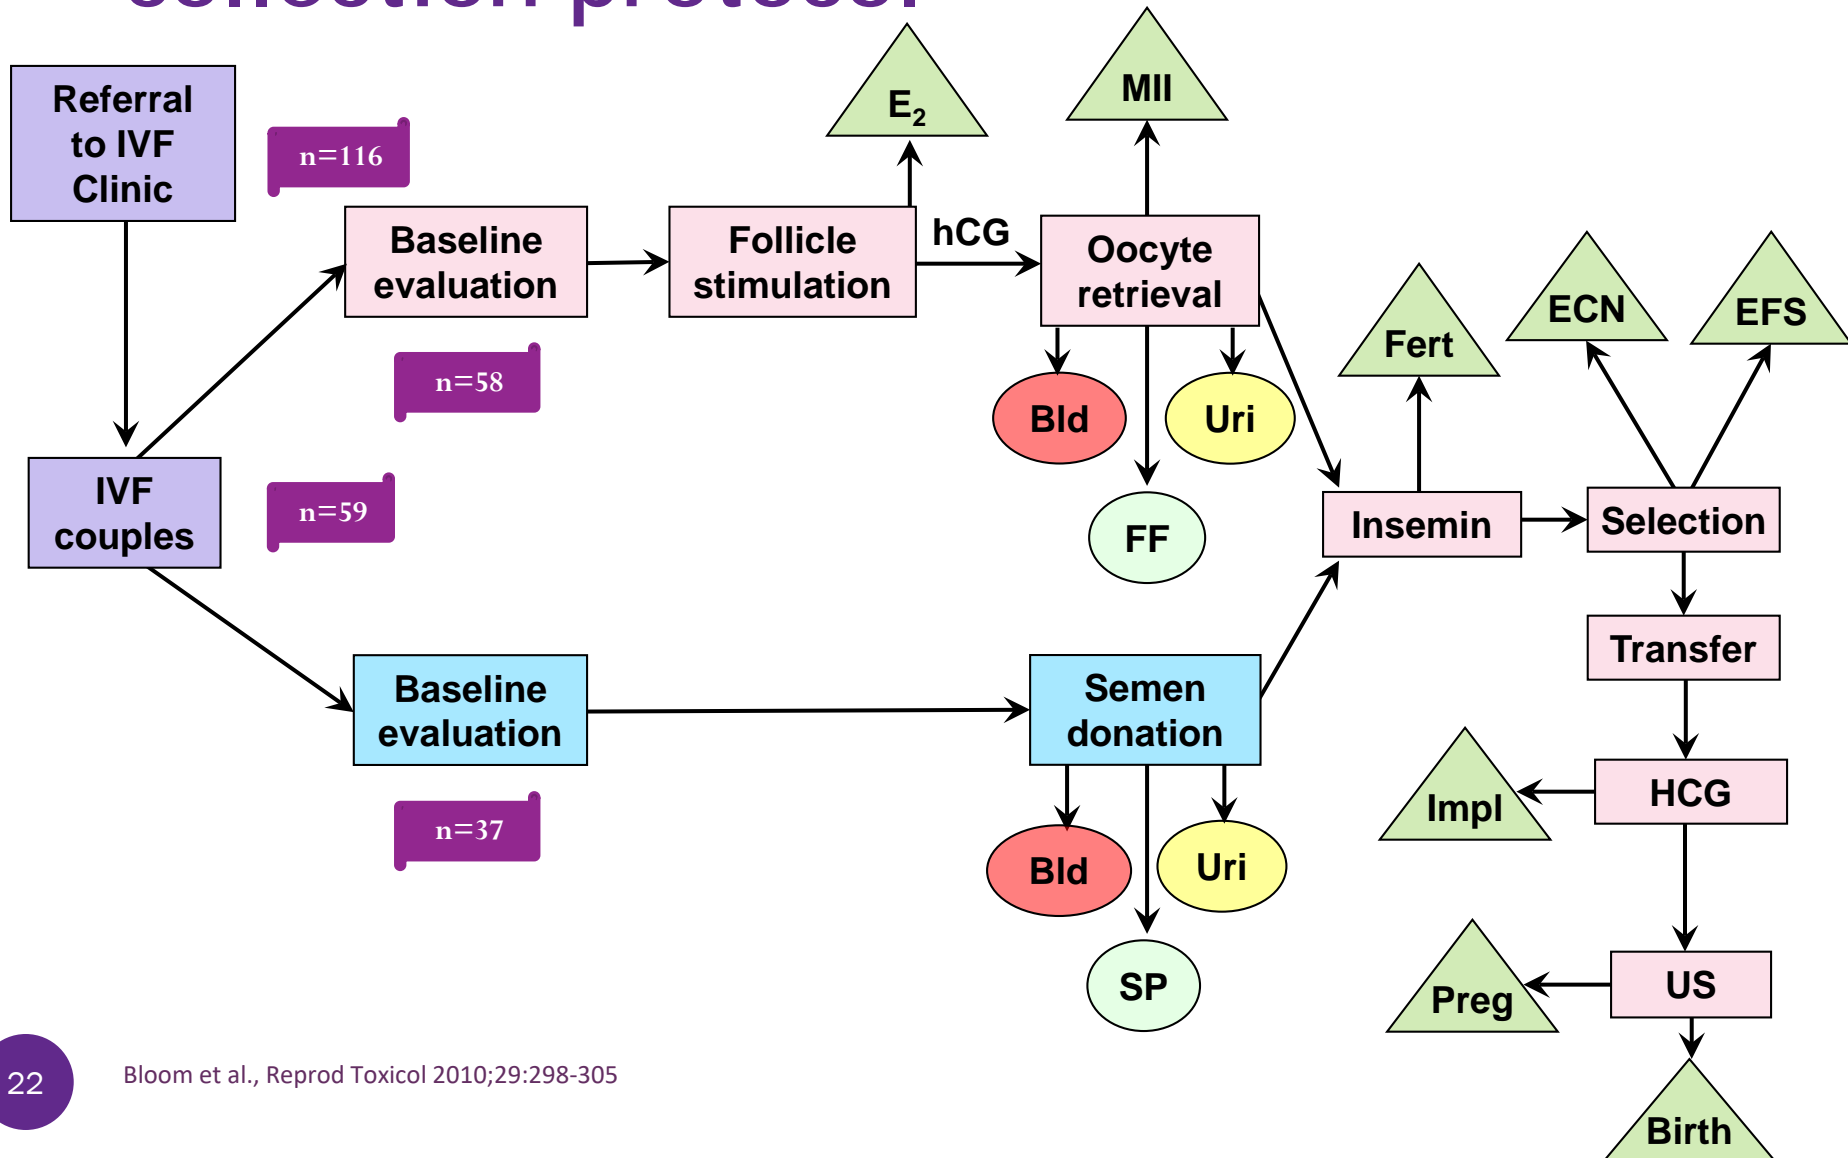 collection protocol
Referral
to IVF
Clinic
n=116
E2
MII
Baseline
evaluation
Follicle
stimulation
hCG
Oocyte
retrieval
n=58
Bld
Uri
FF
Fert
ECN
EFS
IVF
couples
n=59
Insemin
Selection
Baseline
evaluation
Semen
donation
n=37
Bld
Uri
SP
Transfer
HCG
Impl
US
Preg
Birth
22
Bloom et al., Reprod Toxicol 2010;29:298-305